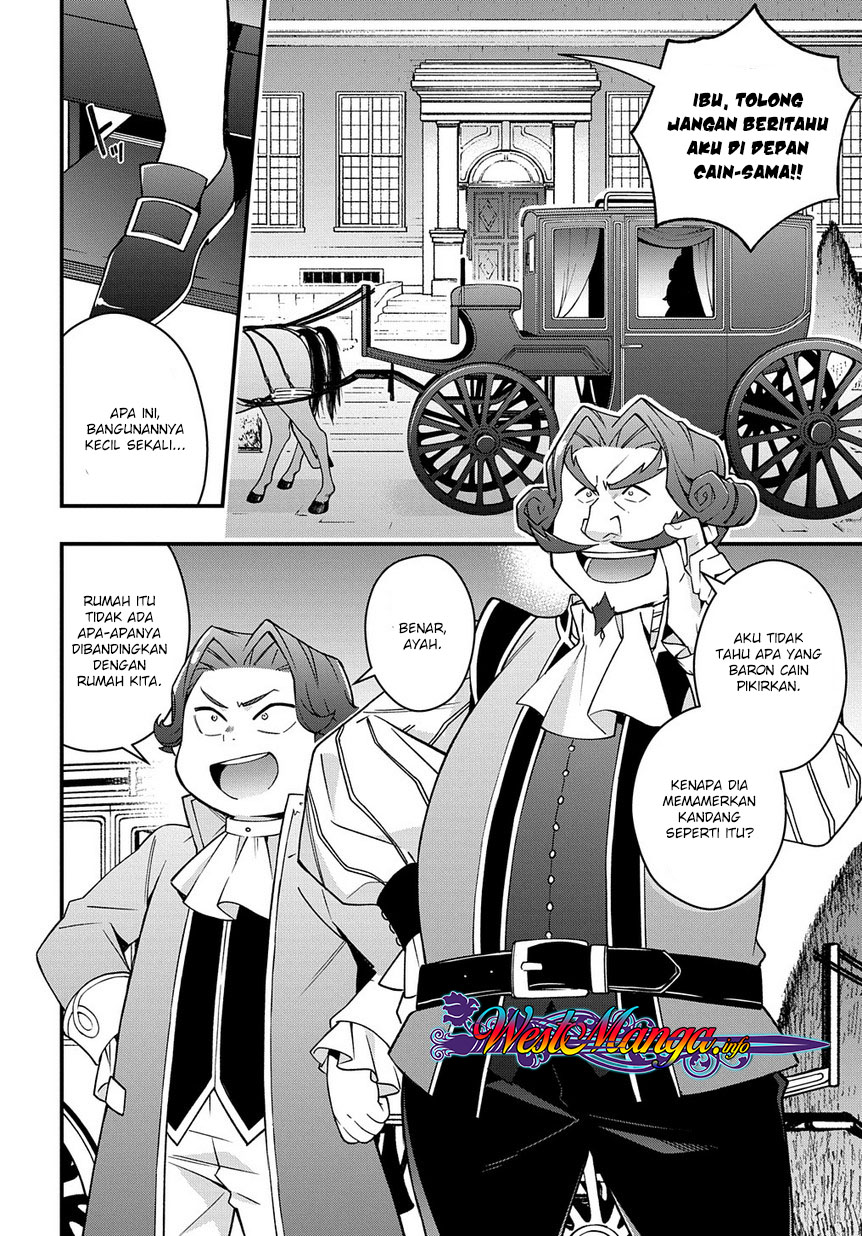 IBU, TOLONG
JANGAN BERITAHU
AKU DI DEPAN
CAIN-SAMA!!
APA INI,
BANGUNANNYA
KECIL SEKALI...
AKU TIDAK
TAHU APA YANG
BARON CAIN
PIKIRKAN.
KENAPA DIA
MEMAMERKAN
KANDANG
SEPERTI ITU?
BENAR,
AYAH.
RUMAH ITU
TIDAK ADA
APA-APANYA
DIBANDINGKAN
DENGAN
RUMAH KITA.
WestManga.info